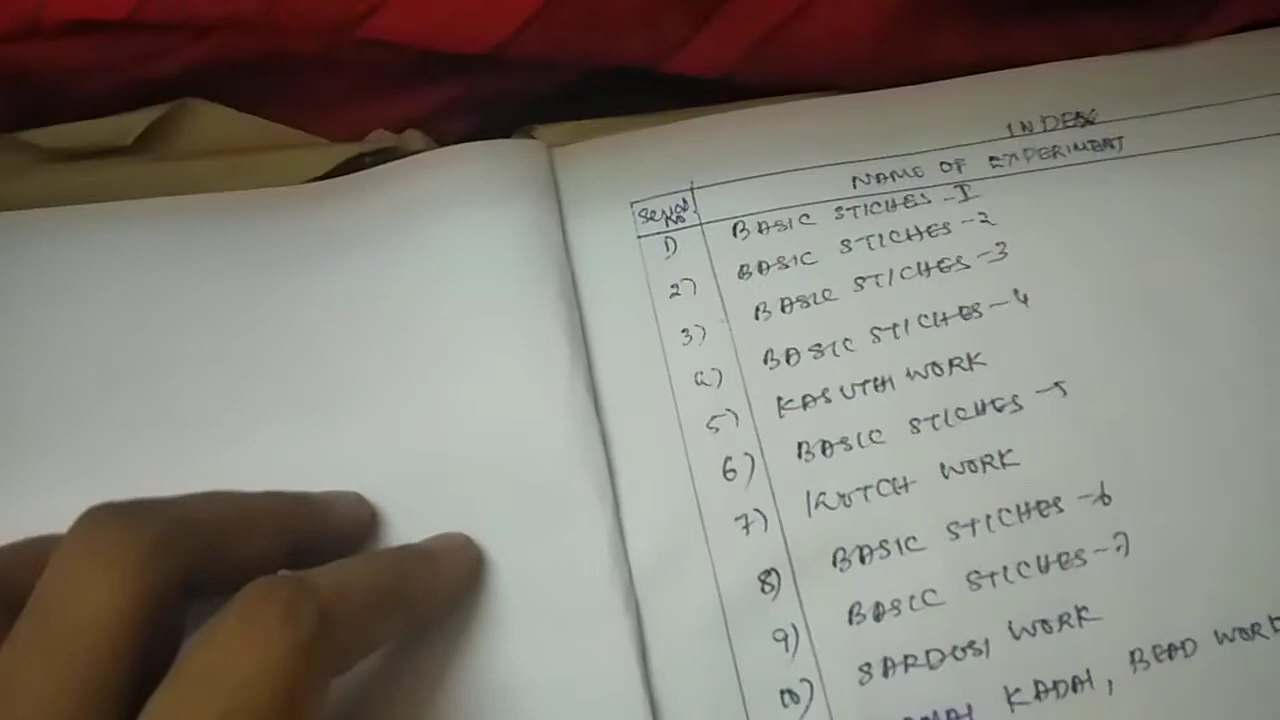 INDEX
Serial No NAME OF EXPERIMENT
1) BASIC STICHES-I
2) BASIC STICHES-2
3) BASIC STICHES-3
4) BASIC STICHES-4
5) KASUTHI WORK
6) BASIC STICHES-5
7) KUTCH WORK
8) BASIC STICHES-6
9) BASIC STICHES-7
10) SARDOSI WORK
KADAI, BEAD WORK